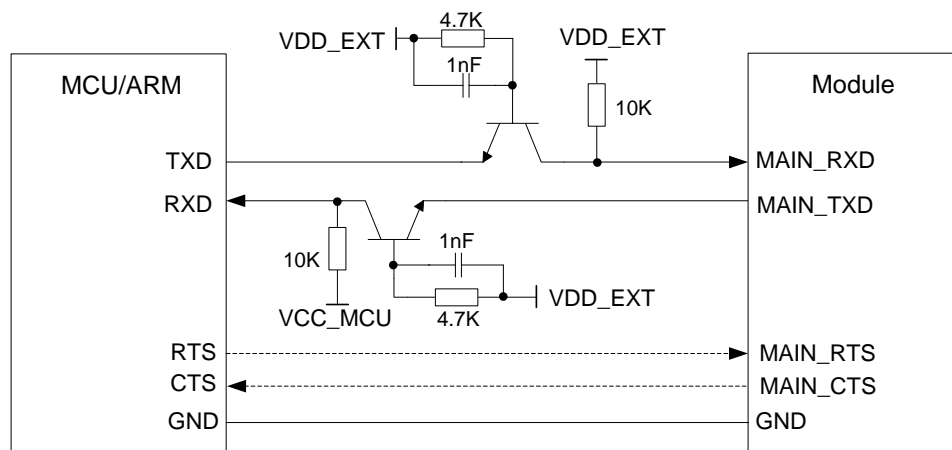 4.7K
VDD_EXT
VDD_EXT
1nF
MCU/ARM
Module
10K
TXD
MAIN_RXD
RXD
MAIN_TXD
1nF
10K
VDD_EXT
VCC_MCU
4.7K
RTS
MAIN_RTS
CTS
MAIN_CTS
GND
GND